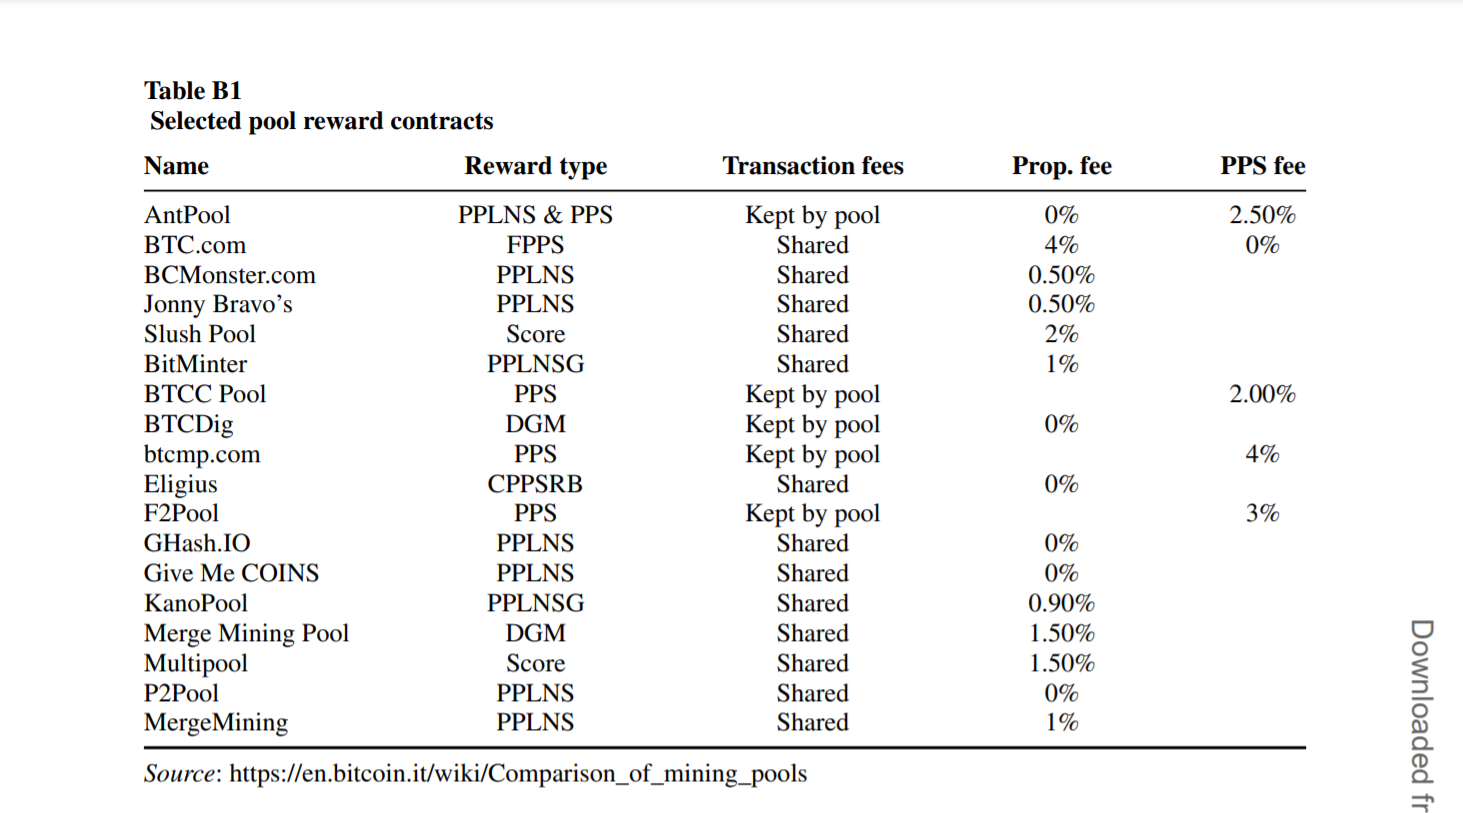 Table B1
Selected pool reward contracts
Name Reward type Transaction fees Prop. fee PPS fee
AntPool PPLNS & PPS Kept by pool 0% 2.50%
BTC.com FPPS Shared 4% 0%
BCMonster.com PPLNS Shared 0.50%
Jonny Bravo’s PPLNS Shared 0.50%
Slush Pool Score Shared 2%
BitMinter PPLNSG Shared 1%
BTCC Pool PPS Kept by pool 2.00%
BTCDig DGM Kept by pool 0%
btcmp.com PPS Kept by pool 4%
Eligius CPPSRB Shared 0%
F2Pool PPS Kept by pool 3%
GHash.IO PPLNS Shared 0%
Give Me COINS PPLNS Shared 0%
KanoPool PPLNSG Shared 0.90%
Merge Mining Pool DGM Shared 1.50%
Multipool Score Shared 1.50%
P2Pool PPLNS Shared 0%
MergeMining PPLNS Shared 1%
Source: https://en.bitcoin.it/wiki/Comparison_of_mining_pools
Downloaded fr